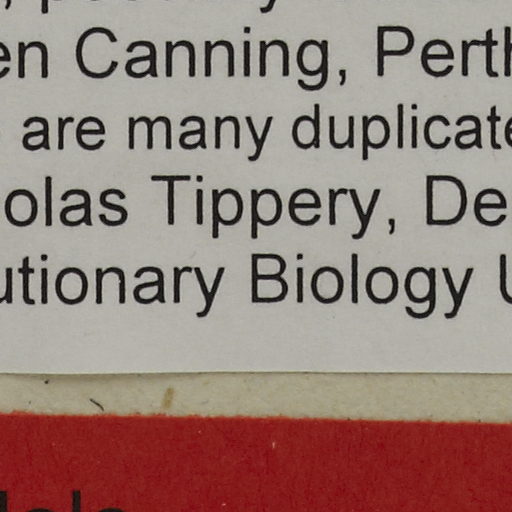 en Canning, Perth
are many duplicate
olas Tippery, De
utionary Biology U